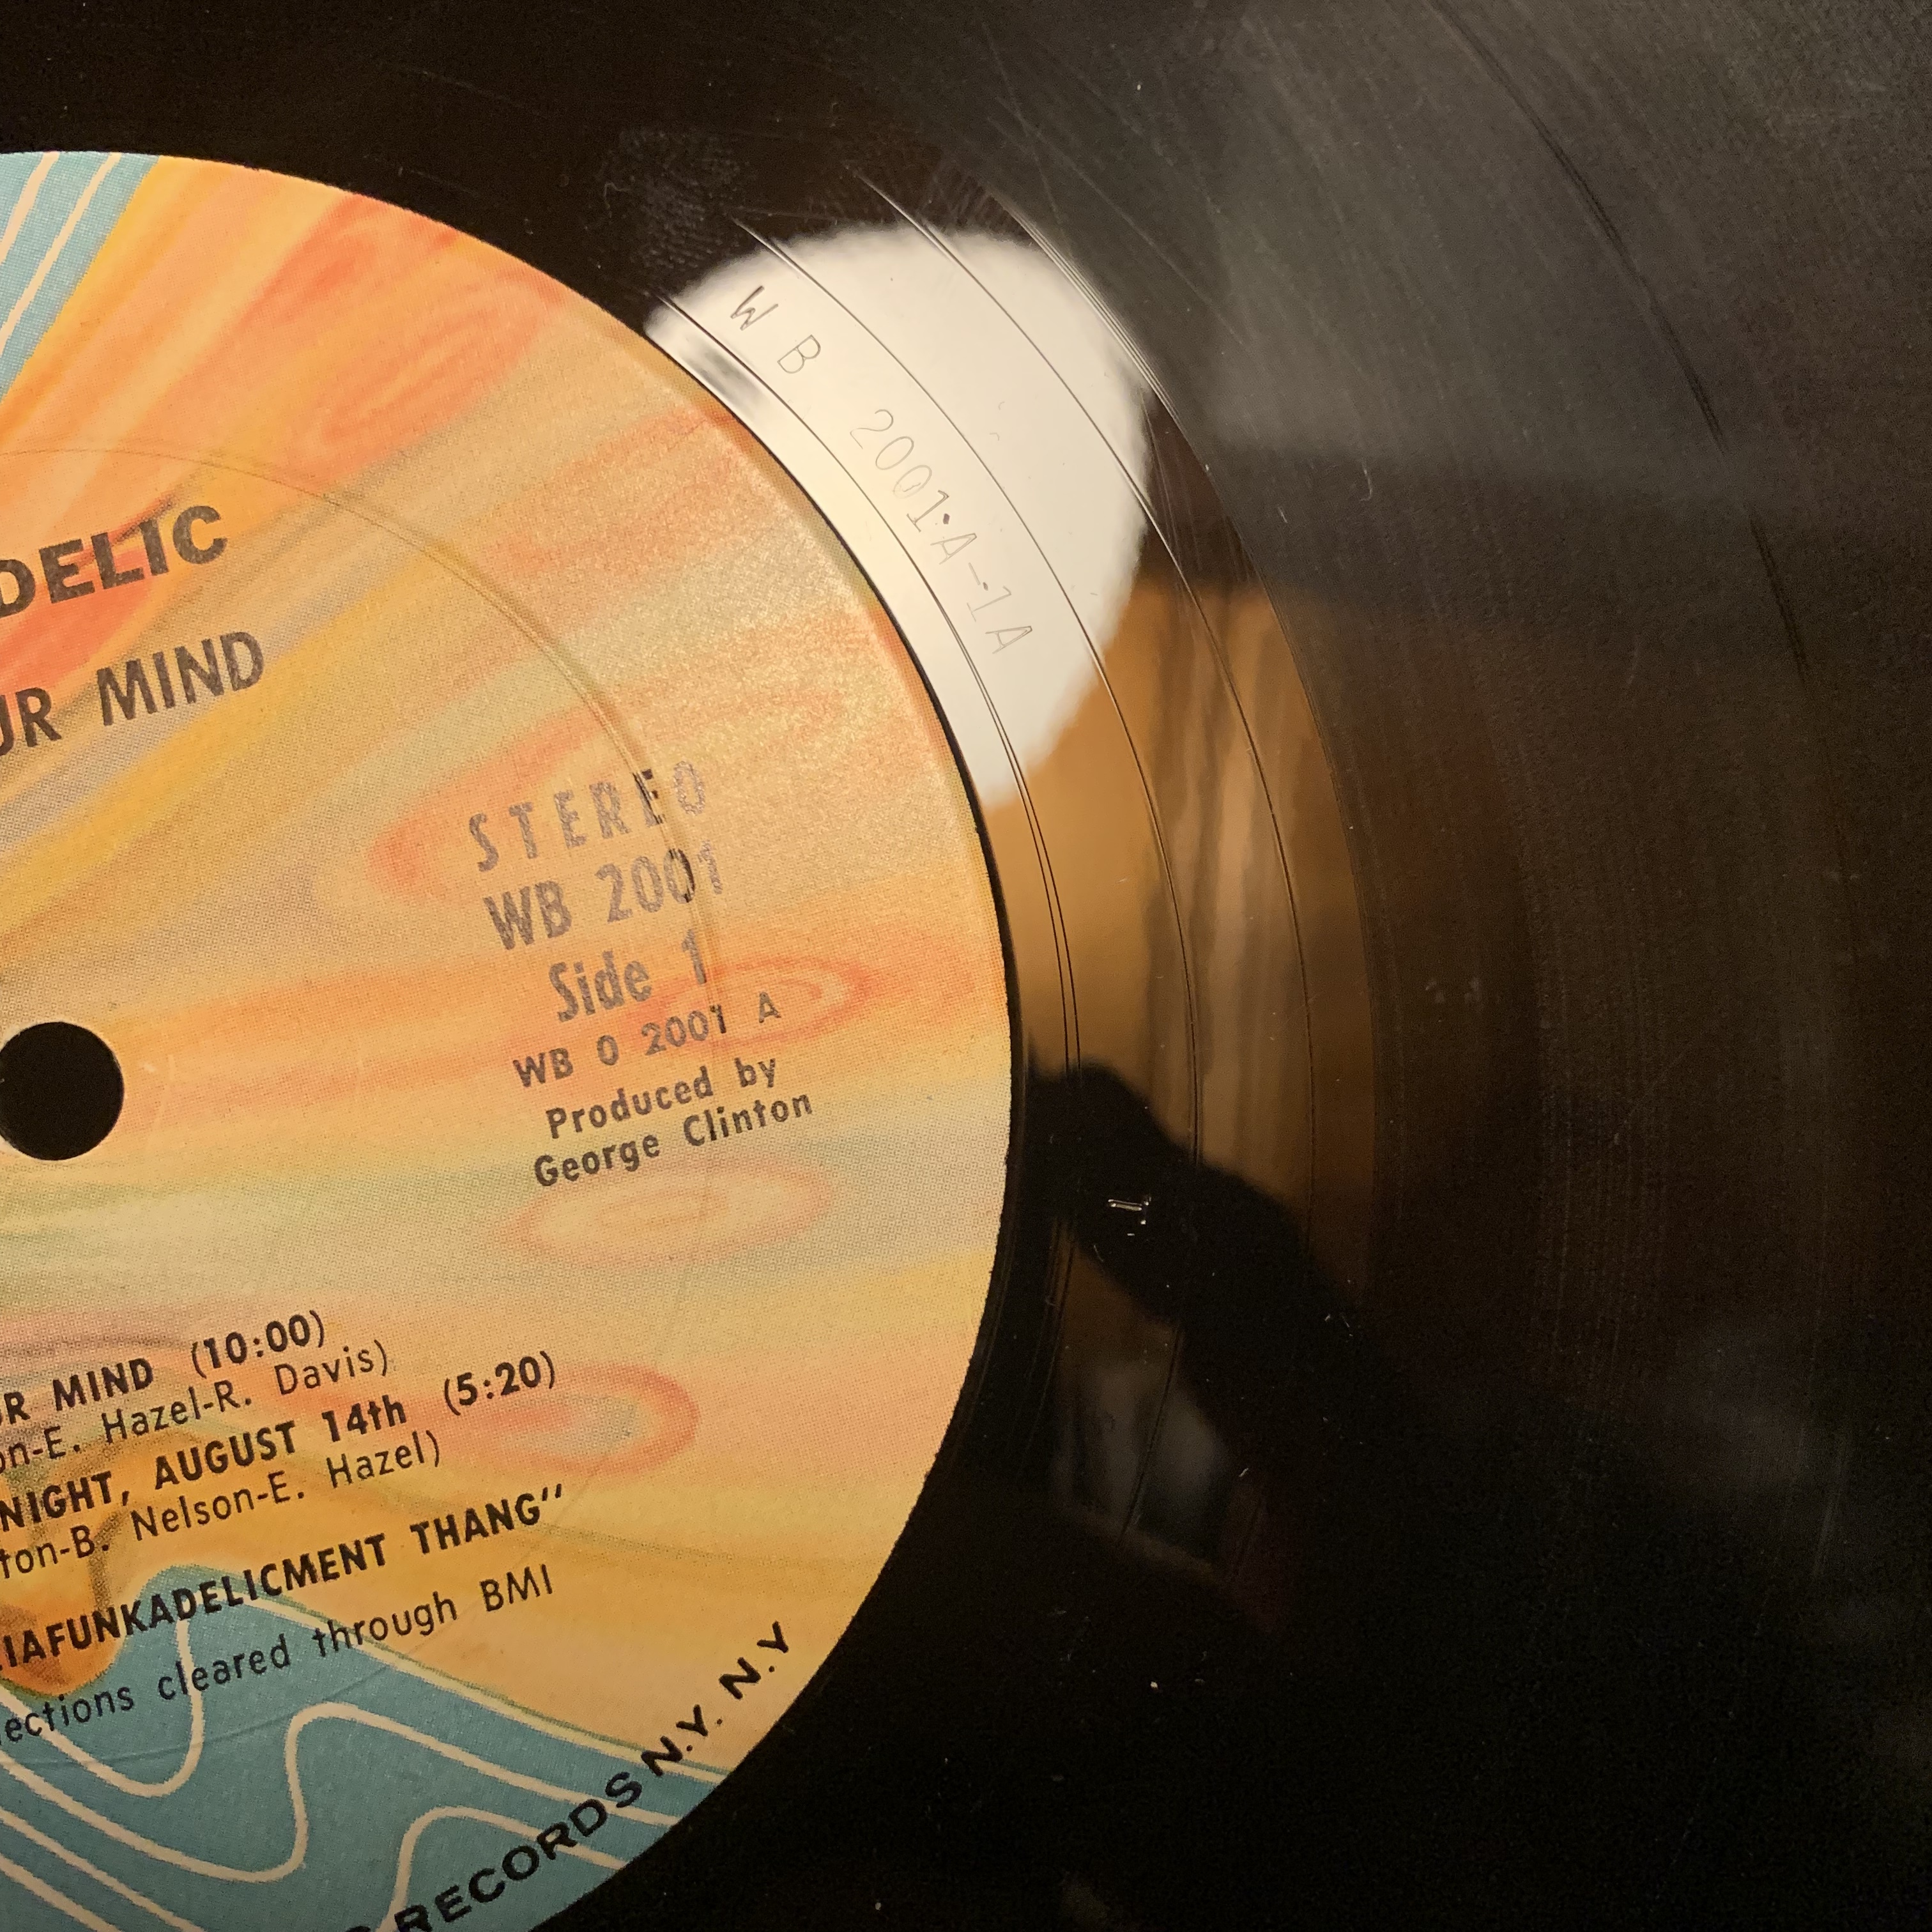 DELIC
UR MIND
STEREO
WB 2001
Side 1
WB 0 2001 A
Produced by
George Clinton
R MIND (10:00)
on-E. Hazel-R. Davis)
NIGHT, AUGUST 14th (5:20)
ton-B. Nelson-E. Hazel)
IAFUNKADELICMENT THANG"
ections cleared through BMI
RECORDS N.Y. N.Y
W B 2001·A-·1A